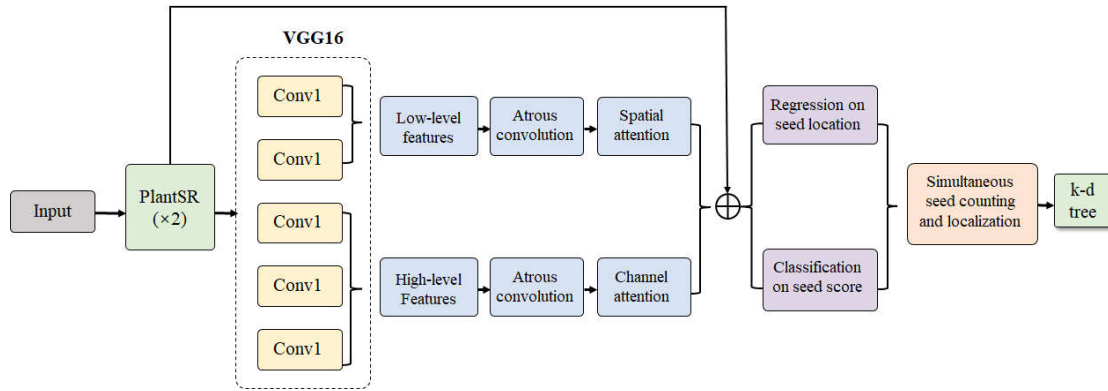 VGG16
Input
PlantSR
(×2)
Conv1
Conv1
Conv1
Conv1
Conv1
Low-level
features
Atrous
convolution
Spatial
attention
High-level
Features
Atrous
convolution
Channel
attention
Regression on
seed location
Classification
on seed score
Simultaneous
seed counting
and localization
k-d
tree